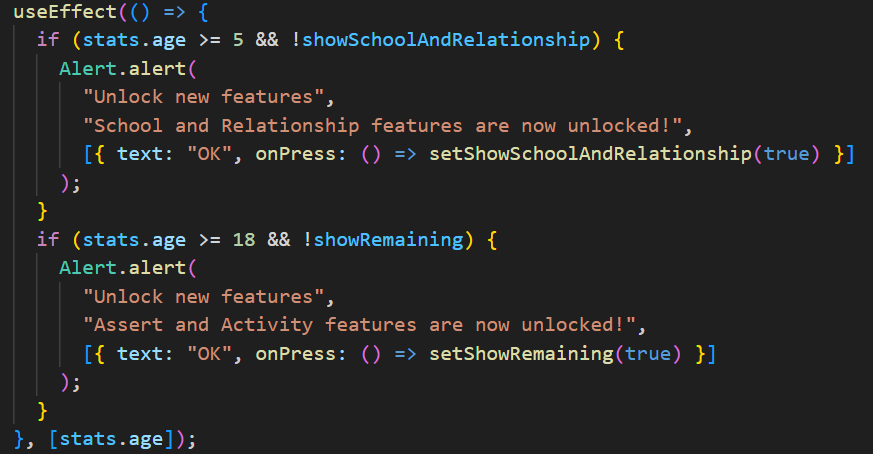 useEffect(() => {
  if (stats.age >= 5 && !showSchoolAndRelationship) {
    Alert.alert(
      "Unlock new features",
      "School and Relationship features are now unlocked!",
      [{ text: "OK", onPress: () => setShowSchoolAndRelationship(true) }]
    );
  }
  if (stats.age >= 18 && !showRemaining) {
    Alert.alert(
      "Unlock new features",
      "Assert and Activity features are now unlocked!",
      [{ text: "OK", onPress: () => setShowRemaining(true) }]
    );
  }
}, [stats.age]);